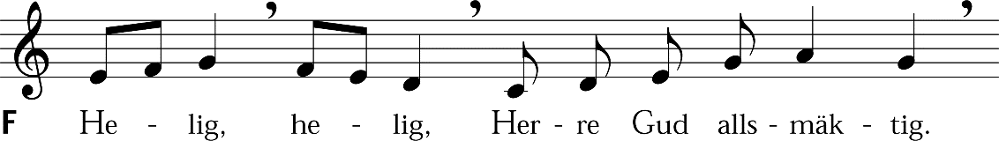 F He - lig, he - lig, Her - re Gud alls - mäk - tig.